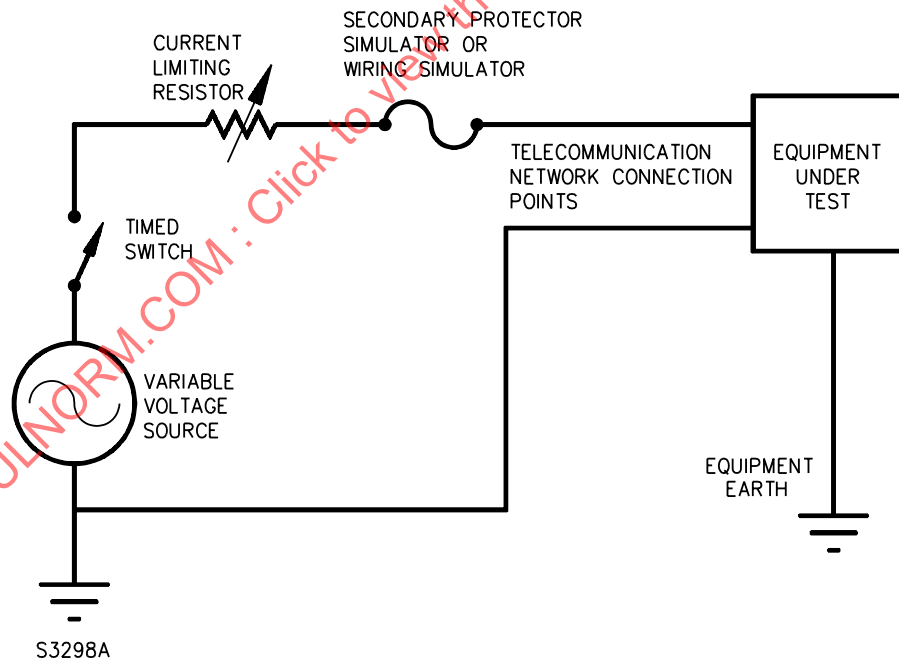 SECONDARY PROTECTOR
SIMULATOR OR
WIRING SIMULATOR
CURRENT
LIMITING
RESISTOR
TELECOMMUNICATION
NETWORK CONNECTION
POINTS
EQUIPMENT
UNDER
TEST
TIMED
SWITCH
VARIABLE
VOLTAGE
SOURCE
EQUIPMENT
EARTH
S3298A
ULNORM.COM : Click to view the